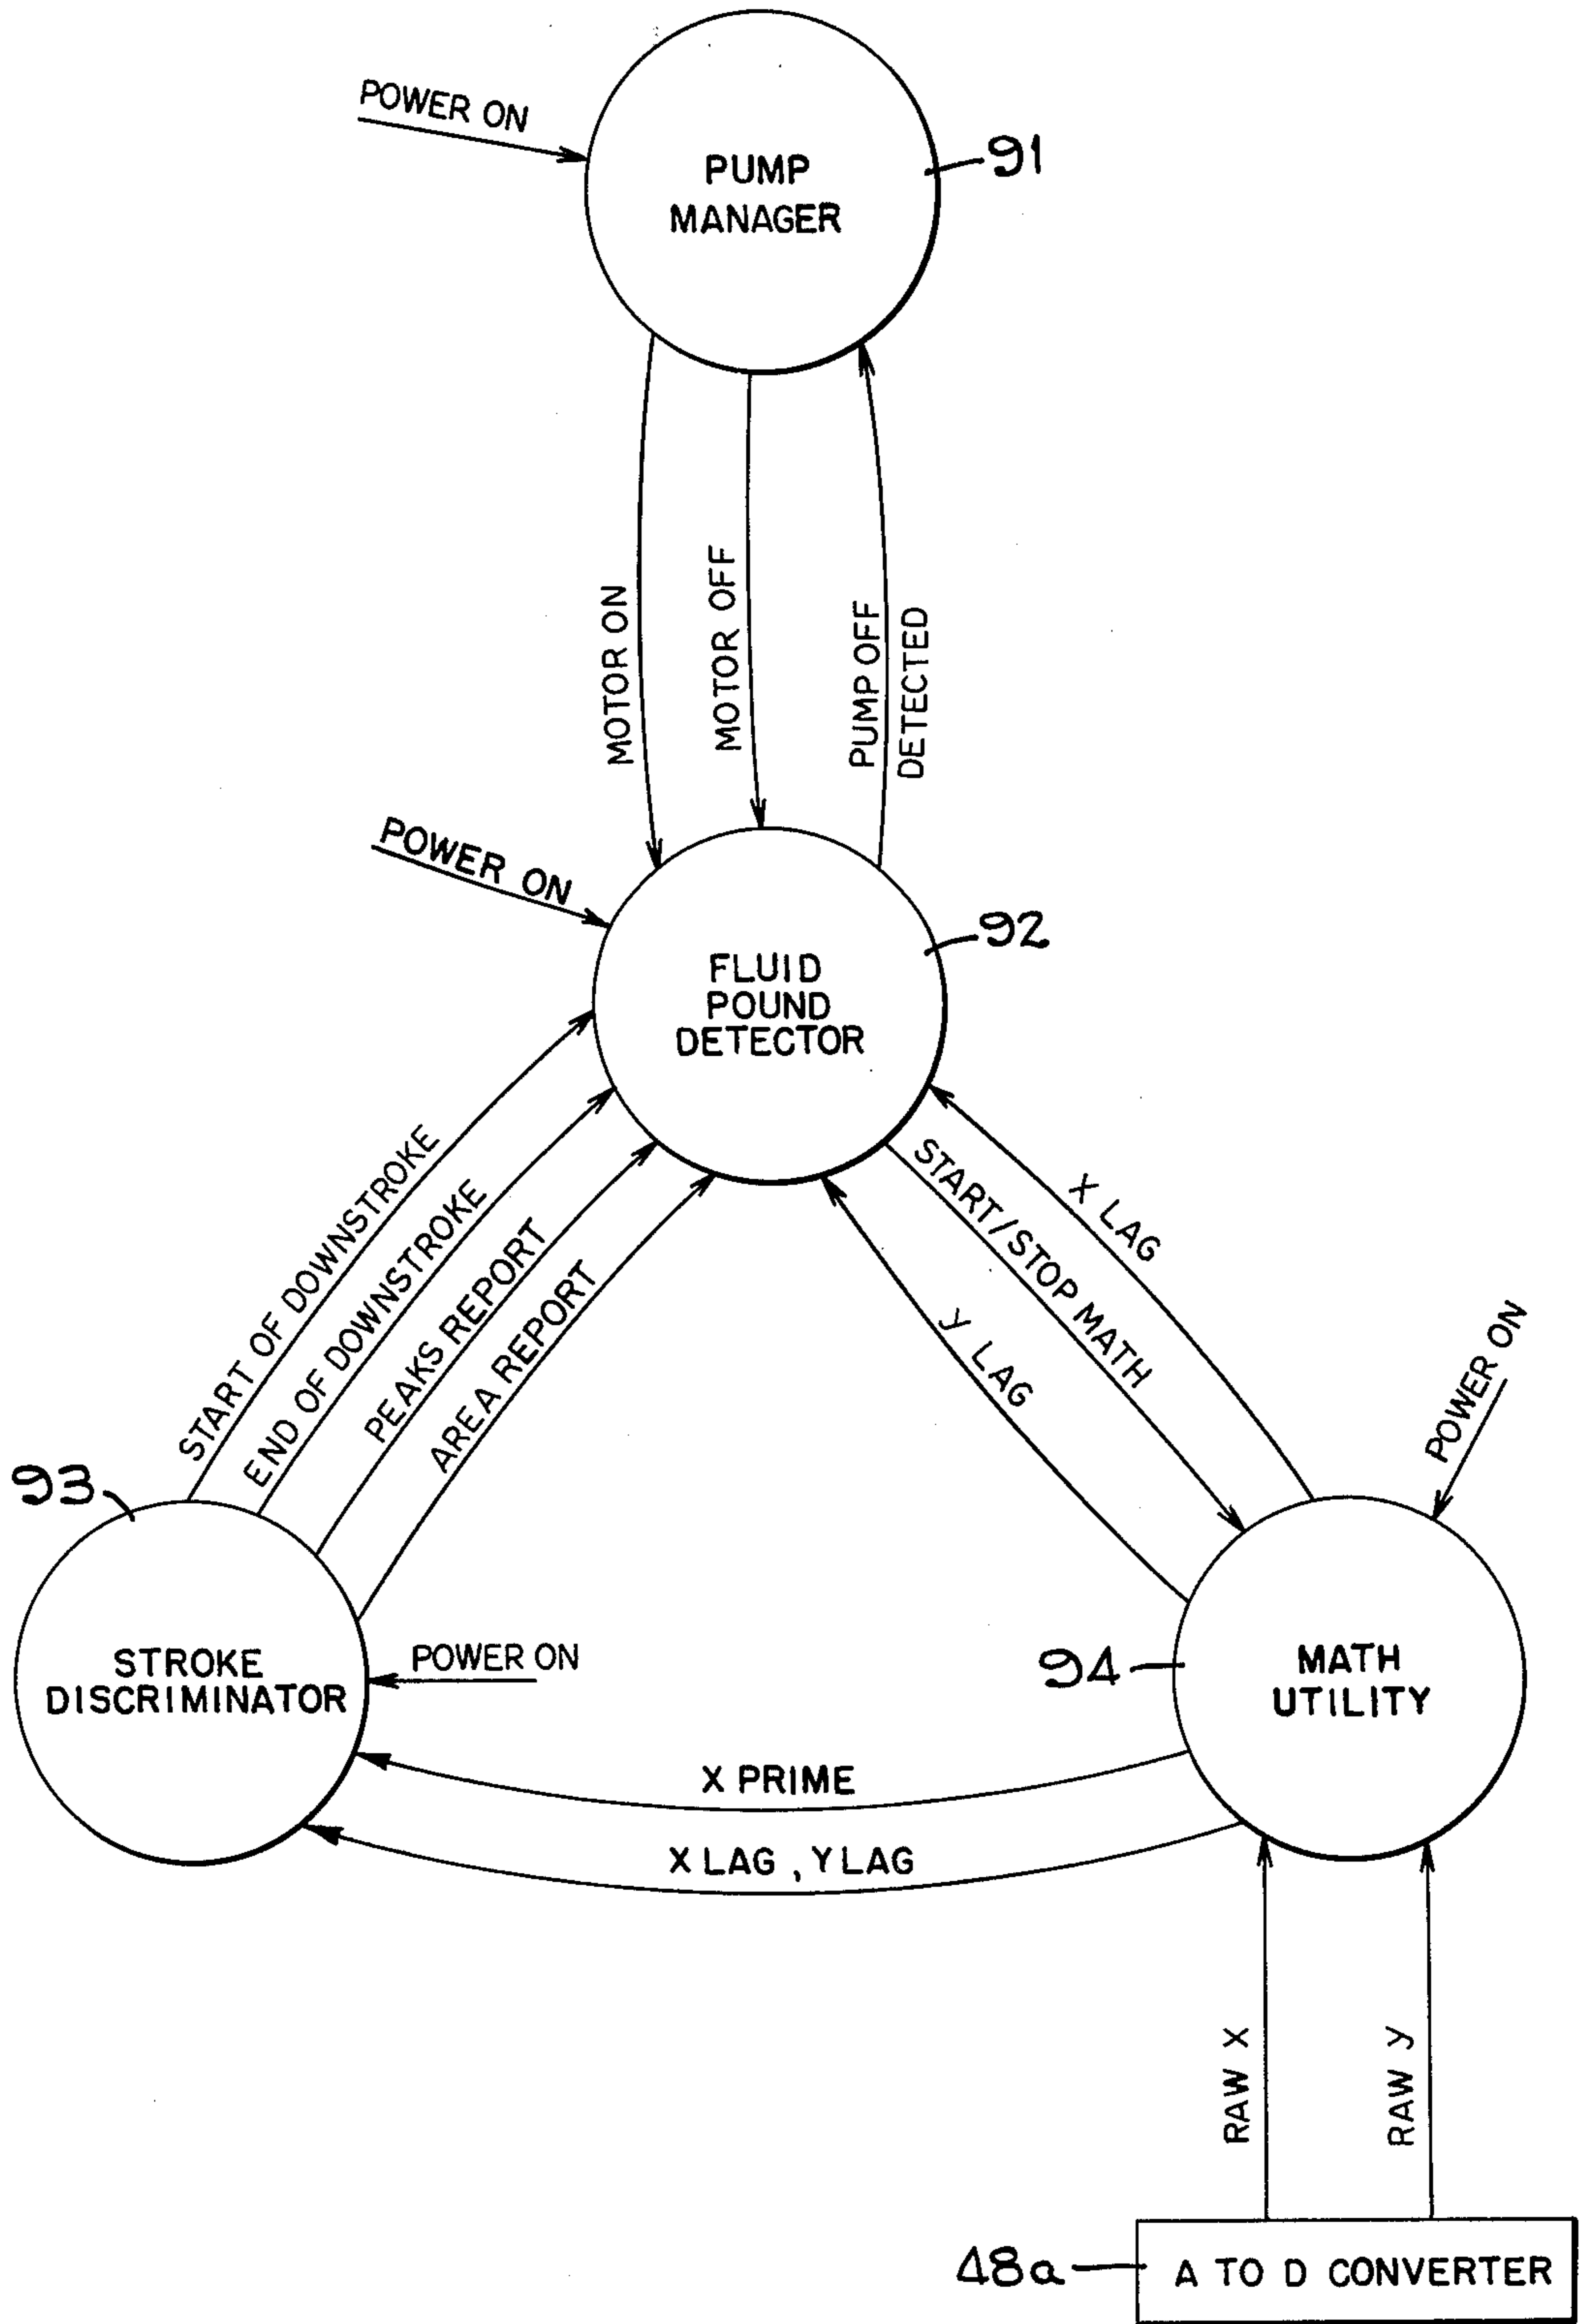 POWER ON
PUMP
MANAGER
91
MOTOR ON
MOTOR OFF
PUMP OFF
DETECTED
POWER ON
92
FLUID
POUND
DETECTOR
START OF DOWNSTROKE
END OF DOWNSTROKE
PEAKS REPORT
AREA REPORT
X LAG
START/STOP MATH
y LAG
POWER ON
93
STROKE
DISCRIMINATOR
POWER ON
94
MATH
UTILITY
X PRIME
X LAG , Y LAG
RAW X
RAW y
48a
A TO D CONVERTER